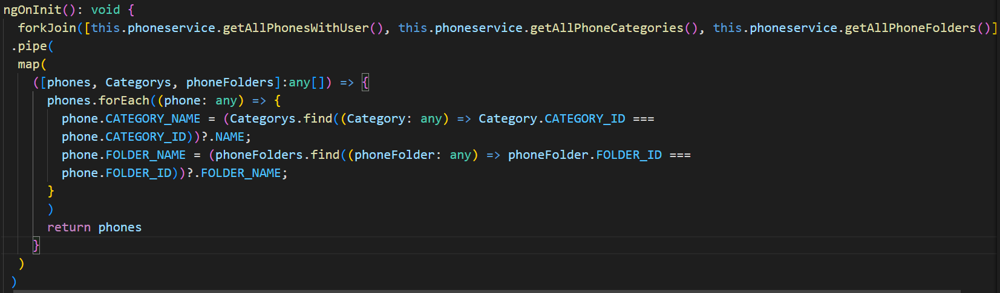 ngOnInit(): void {
forkJoin([this.phoneservice.getAllPhonesWithUser(), this.phoneservice.getAllPhoneCategories(), this.phoneservice.getAllPhoneFolders()]
.pipe(
map(
([phones, Categorys, phoneFolders]:any[]) => {
phones.forEach((phone: any) => {
phone.CATEGORY_NAME = (Categorys.find((Category: any) => Category.CATEGORY_ID ===
phone.CATEGORY_ID))?.NAME;
phone.FOLDER_NAME = (phoneFolders.find((phoneFolder: any) => phoneFolder.FOLDER_ID ===
phone.FOLDER_ID))?.FOLDER_NAME;
}
)
return phones
}
)
)